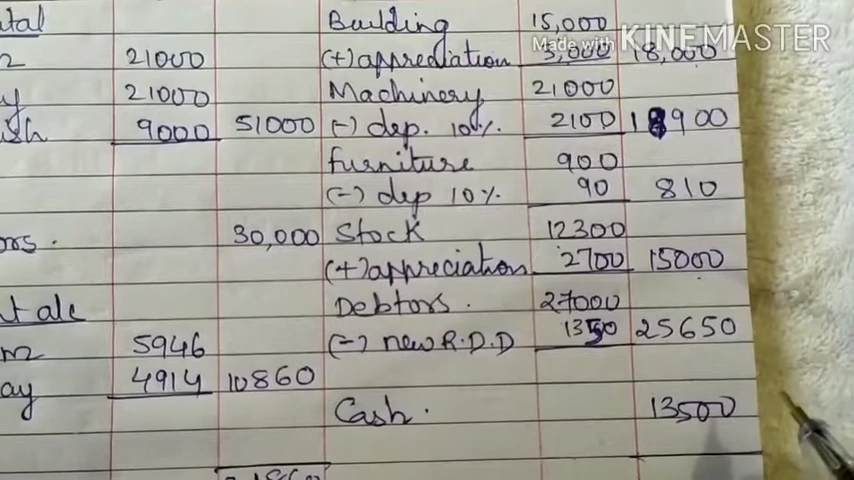 Building 15,000
21000 (+) appreciation 3,000 18,000
Made with KINEMASTER
21000 Machinery 21000
9000 51000 (-) dep. 10% 2100 18900
furniture 900
(-) dep 10% 90 810
30,000 Stock 12300
(+) appreciation 2700 15000
Debtors. 27000
5946 (-) new R.D.D 1350 25650
4914 10860
Cash. 13500